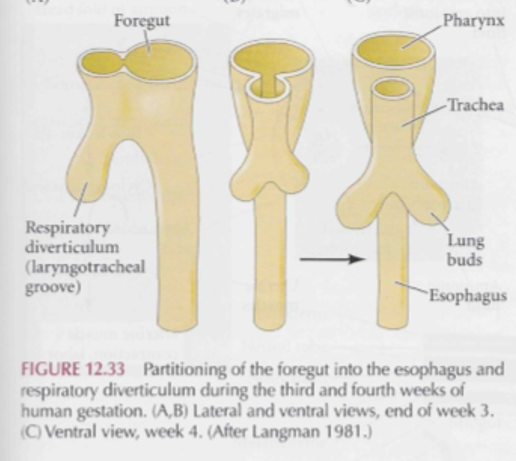 Foregut
Pharynx
Trachea
Respiratory
diverticulum
(laryngotracheal
groove)
Lung
buds
Esophagus
FIGURE 12.33 Partitioning of the foregut into the esophagus and
respiratory diverticulum during the third and fourth weeks of
human gestation. (A,B) Lateral and ventral views, end of week 3.
(C) Ventral view, week 4. (After Langman 1981.)